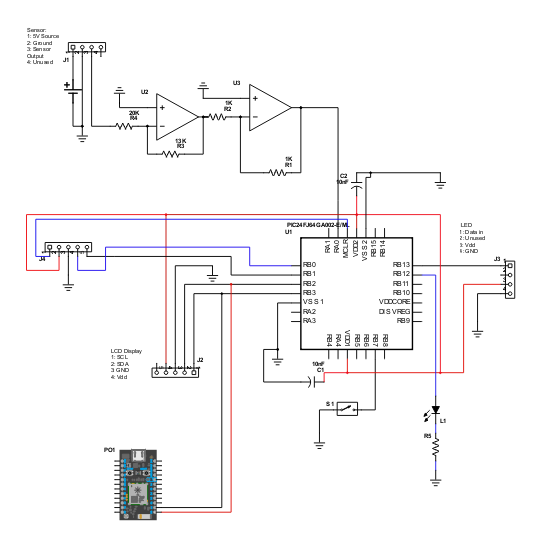 Sensor:
1: 5V Source
2: Ground
3: Sensor
Output
4: Unused
J1
U2
U3
20K
R4
13K
R3
1K
R2
1K
R1
C2
10nF
PIC24FJ64GA002-E/ML
U1
RA1
RA0
MCLR
VDD2
VSS2
RB15
RB14
LED
1: Data in
2: Unused
3: Vdd
4: GND
J3
J4
RB0
RB1
RB2
RB3
VSS1
RA2
RA3
RB13
RB12
RB11
RB10
VDDCORE
DISVREG
RB9
RB4
RA4
VDD1
RB5
RB6
RB7
RB8
LCD Display
1: SCL
2: SDA
3: GND
4: Vdd
J2
10nF
C1
S1
L1
R5
PO1